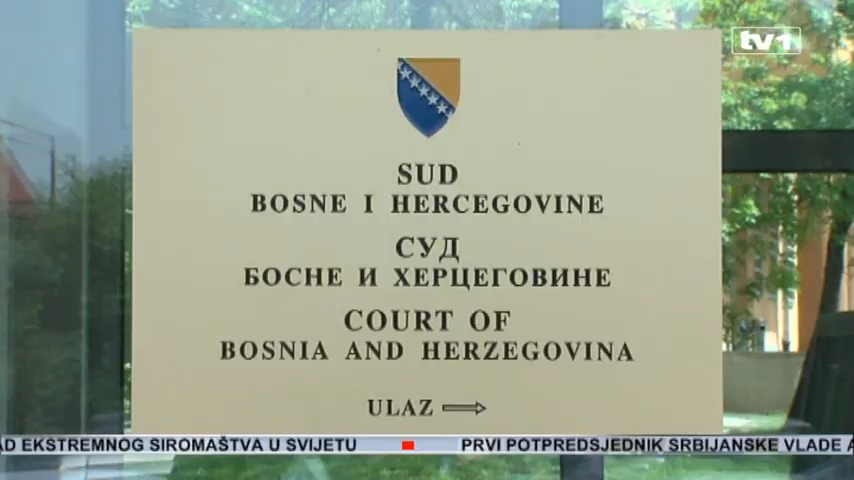 tv1
SUD
BOSNE I HERCEGOVINE
СУД
БОСНЕ И ХЕРЦЕГОВИНЕ
COURT OF
BOSNIA AND HERZEGOVINA
ULAZ
EKSTREMNOG SIROMAŠTVA U SVIJETU
PRVI POTPREDSJEDNIK SRBIJANSKE VLADE